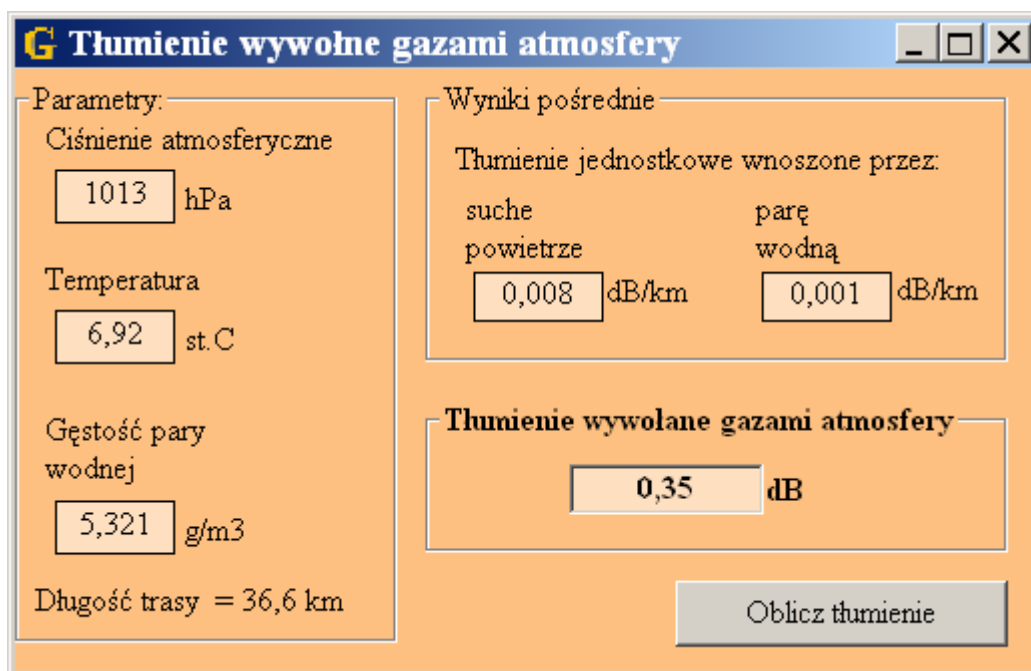 G Tłumienie wywołne gazami atmosfery
Parametry:
Ciśnienie atmosferyczne
1013 hPa
Temperatura
6,92 st.C
Gęstość pary
wodnej
5,321 g/m3
Długość trasy = 36,6 km
Wyniki pośrednie
Tłumienie jednostkowe wnoszone przez:
suche
powietrze
0,008 dB/km
parę
wodną
0,001 dB/km
Tłumienie wywołane gazami atmosfery
0,35 dB
Oblicz tłumienie